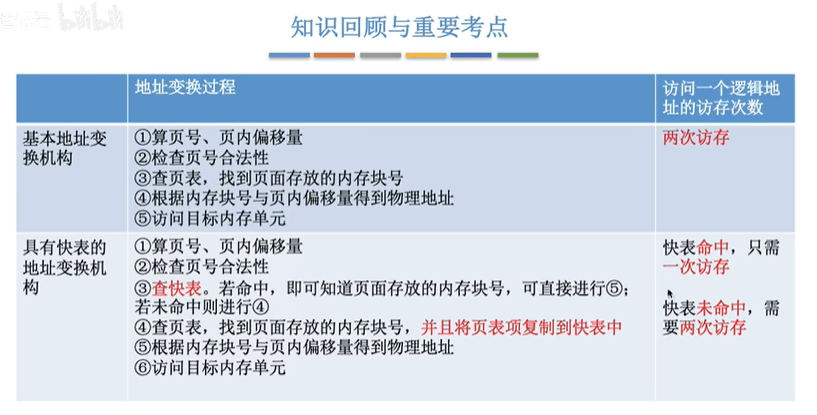 bilibili
知识回顾与重要考点
地址变换过程
访问一个逻辑地
址的访存次数
基本地址变
换机构
①算页号、页内偏移量
②检查页号合法性
③查页表，找到页面存放的内存块号
④根据内存块号与页内偏移量得到物理地址
⑤访问目标内存单元
两次访存
具有快表的
地址变换机
构
①算页号、页内偏移量
②检查页号合法性
③查快表。若命中，即可知道页面存放的内存块号，可直接进行⑤；
若未命中则进行④
④查页表，找到页面存放的内存块号，并且将页表项复制到快表中
⑤根据内存块号与页内偏移量得到物理地址
⑥访问目标内存单元
快表命中，只需
一次访存
快表未命中，需
要两次访存